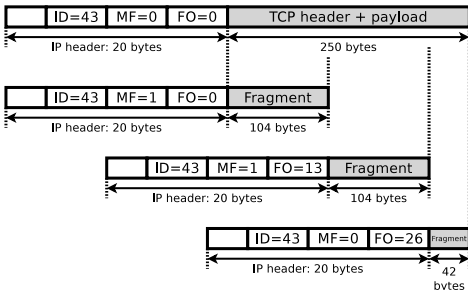 ID=43 MF=0 FO=0 TCP header + payload
IP header: 20 bytes 250 bytes
ID=43 MF=1 FO=0 Fragment
IP header: 20 bytes 104 bytes
ID=43 MF=1 FO=13 Fragment
IP header: 20 bytes 104 bytes
ID=43 MF=0 FO=26 Fragment
IP header: 20 bytes 42
bytes